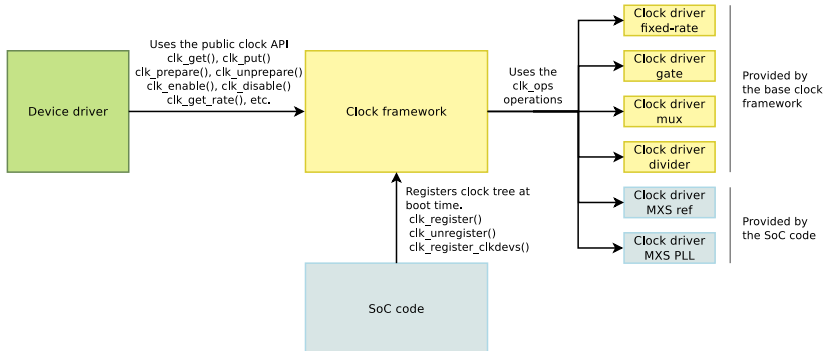 Device driver
Uses the public clock API
clk_get(), clk_put()
clk_prepare(), clk_unprepare()
clk_enable(), clk_disable()
clk_get_rate(), etc.
Clock framework
Registers clock tree at
boot time.
clk_register()
clk_unregister()
clk_register_clkdevs()
SoC code
Uses the
clk_ops
operations
Clock driver
fixed-rate
Clock driver
gate
Clock driver
mux
Clock driver
divider
Clock driver
MXS ref
Clock driver
MXS PLL
Provided by
the base clock
framework
Provided by
the SoC code